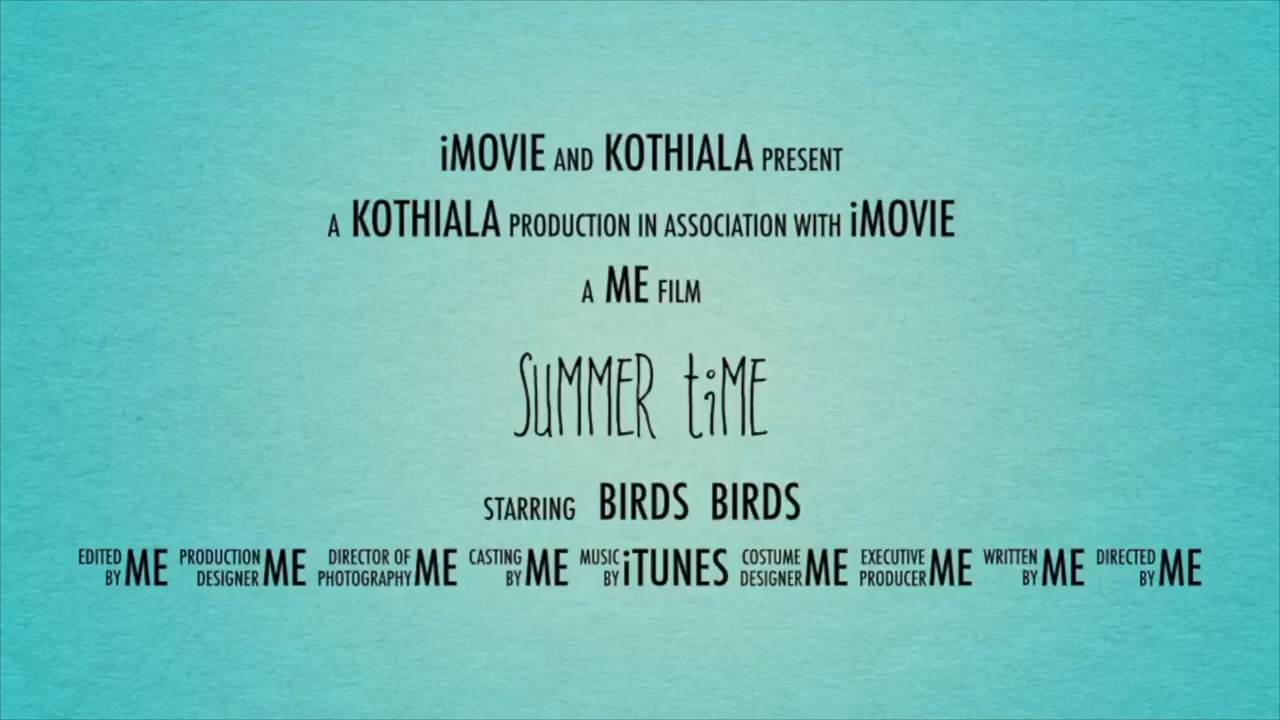 iMOVIE AND KOTHIALA PRESENT
A KOTHIALA PRODUCTION IN ASSOCIATION WITH iMOVIE
A ME FILM
SUMMER tiME
STARRING BIRDS BIRDS
EDITED BY ME PRODUCTION DESIGNER ME DIRECTOR OF PHOTOGRAPHY ME CASTING BY ME MUSIC BY iTUNES COSTUME DESIGNER ME EXECUTIVE PRODUCER ME WRITTEN BY ME DIRECTED BY ME